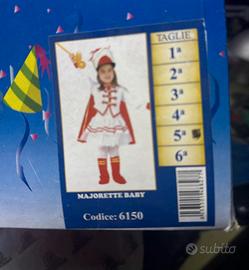 TAGLIE
1ª
2ª
3ª
4ª
5ª
6ª
MAJORETTE BABY
Codice: 6150
subito